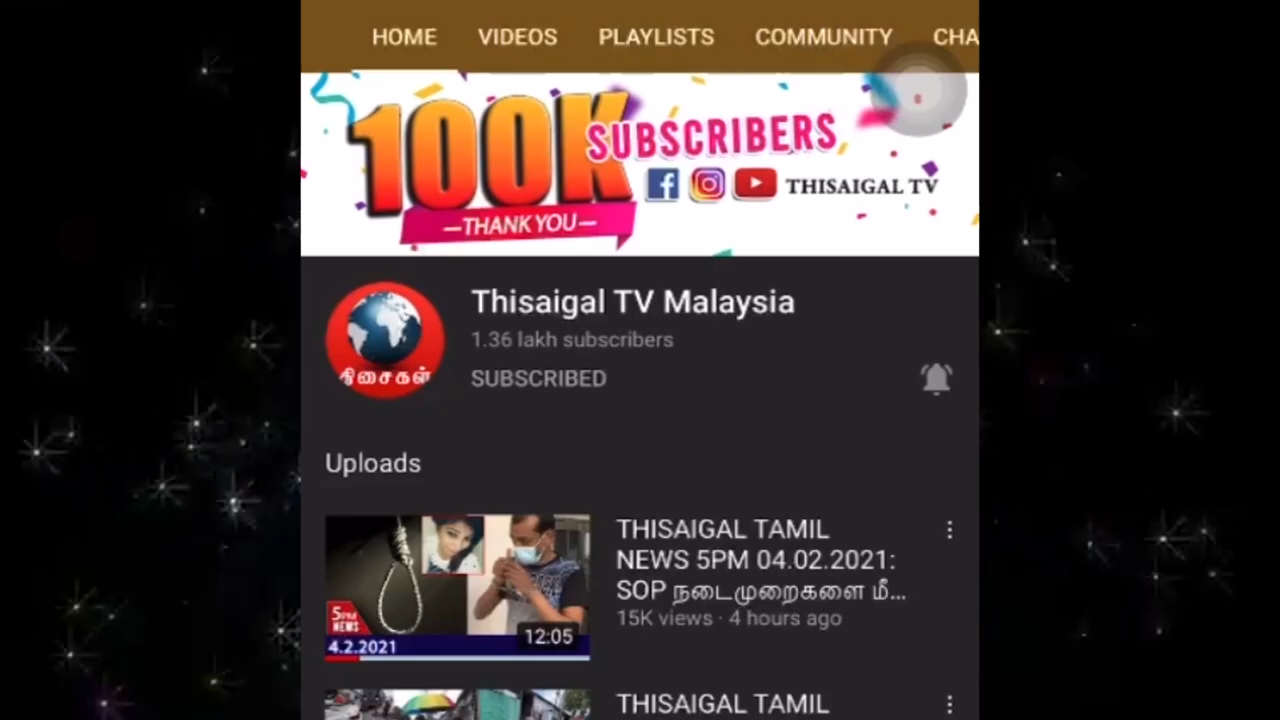 HOME VIDEOS PLAYLISTS COMMUNITY CHA
100K
SUBSCRIBERS
THISAIGAL TV
—THANK YOU—
Thisaigal TV Malaysia
1.36 lakh subscribers
திசைகள்
SUBSCRIBED
Uploads
THISAIGAL TAMIL
NEWS 5PM 04.02.2021:
SOP நடைமுறைகளை மீ...
15K views · 4 hours ago
5PM
NEWS
12:05
4.2.2021
THISAIGAL TAMIL